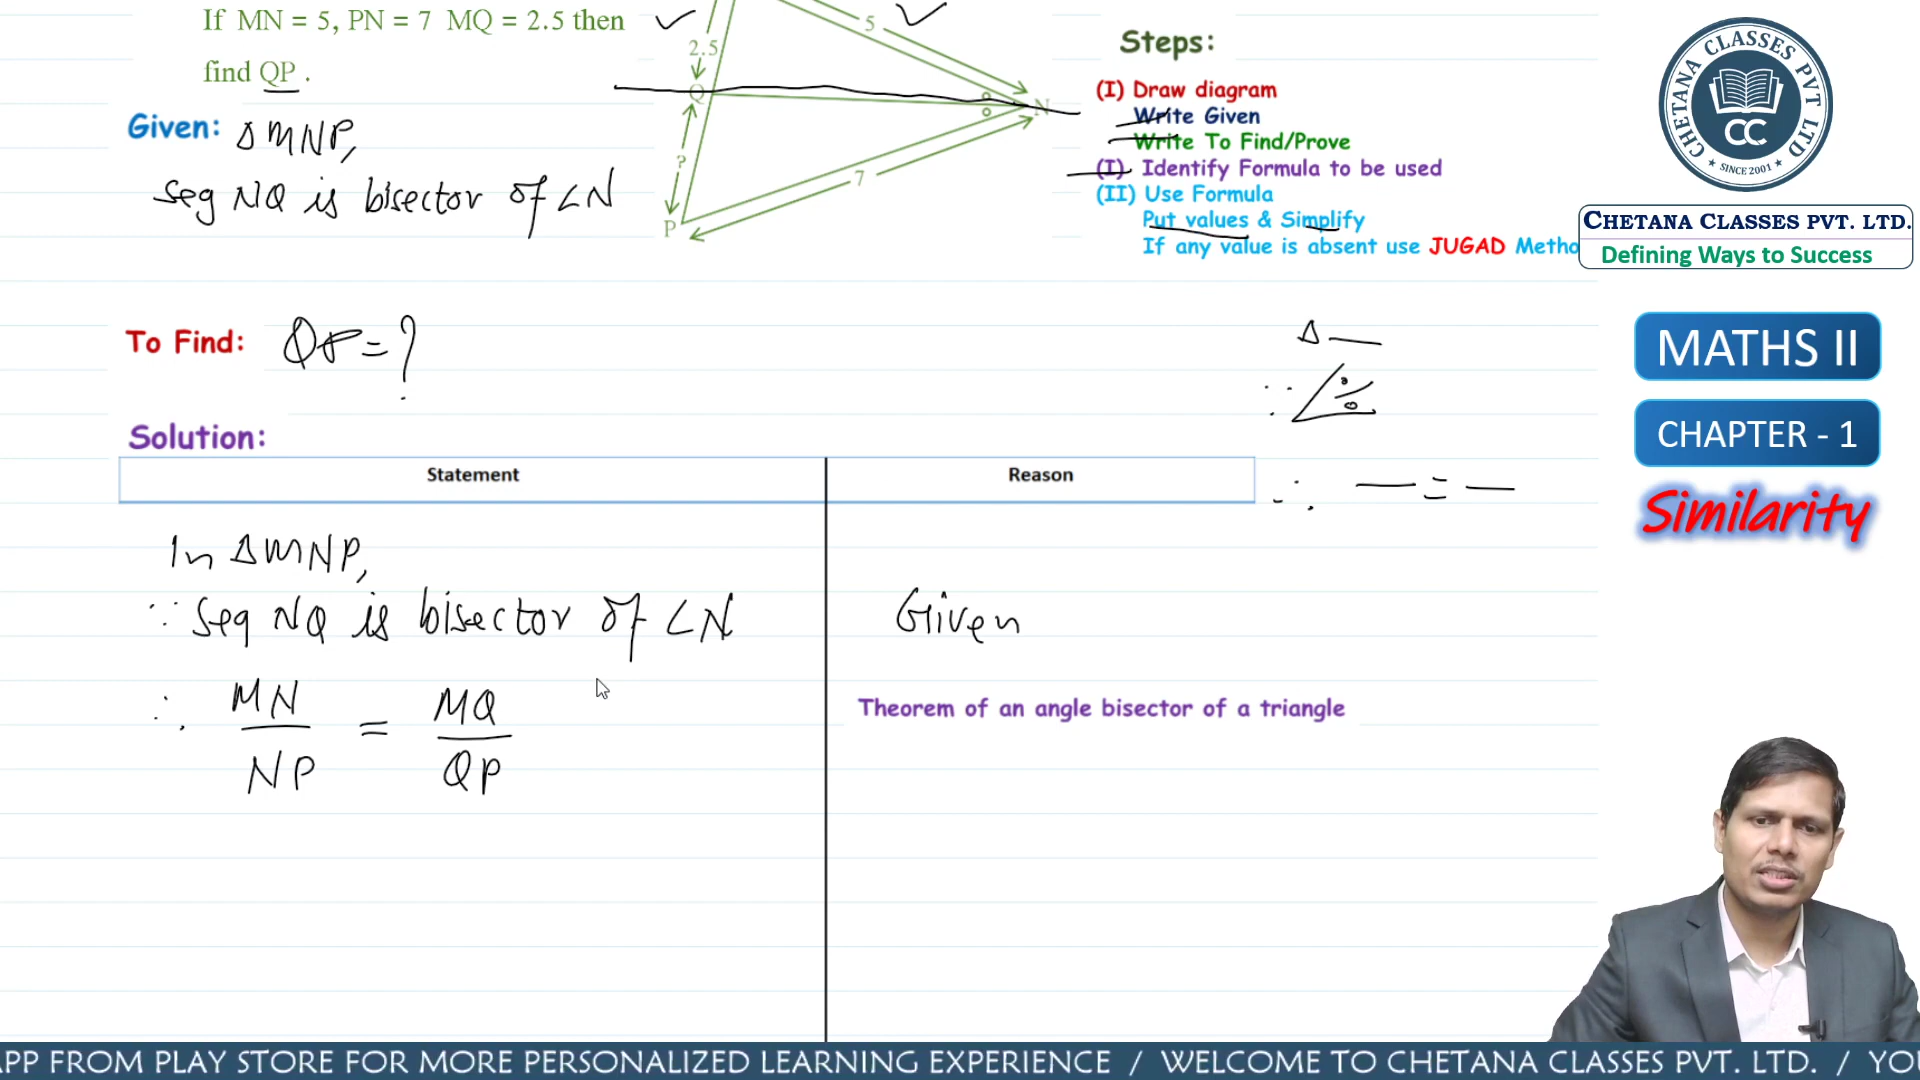 If MN = 5, PN = 7 MQ = 2.5 then
find QP .
Given: Δ MNP,
Seg NQ is bisector of ∠N
2.5
5
Q
N
?
7
P
Steps:
(I) Draw diagram
Write Given
Write To Find/Prove
(I) Identify Formula to be used
(II) Use Formula
Put values & Simplify
If any value is absent use JUGAD Metho
CHETANA CLASSES PVT LTD
CC
SINCE 2001
CHETANA CLASSES PVT. LTD.
Defining Ways to Success
MATHS II
CHAPTER - 1
Similarity
To Find: QP = ?
Δ —
∵ ∠
∴ — = —
Solution:
Statement Reason
In Δ MNP,
∵ Seg NQ is bisector of ∠N Given
∴ MN/NP = MQ/QP Theorem of an angle bisector of a triangle
APP FROM PLAY STORE FOR MORE PERSONALIZED LEARNING EXPERIENCE / WELCOME TO CHETANA CLASSES PVT. LTD. / YO